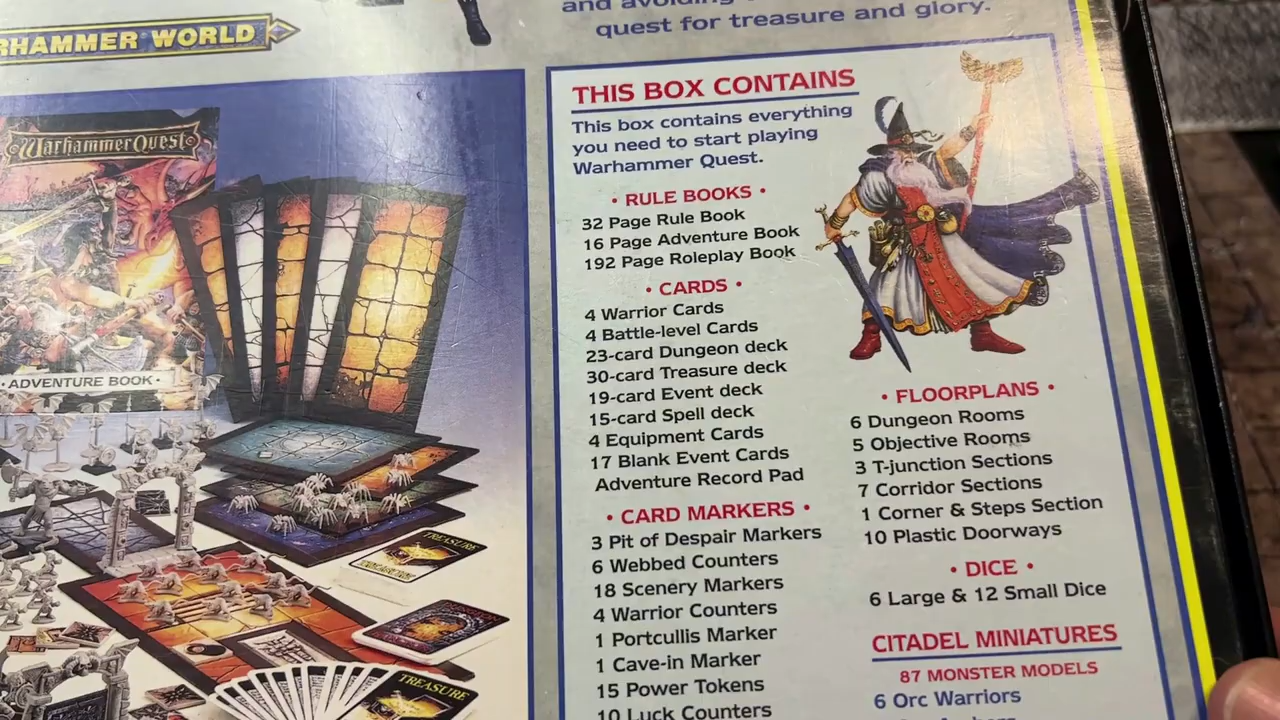 and avoiding
quest for treasure and glory.
RHAMMER WORLD
Warhammer Quest
• ADVENTURE BOOK •
TREASURE
TREASURE
THIS BOX CONTAINS
This box contains everything
you need to start playing
Warhammer Quest.
• RULE BOOKS •
32 Page Rule Book
16 Page Adventure Book
192 Page Roleplay Book
• CARDS •
4 Warrior Cards
4 Battle-level Cards
23-card Dungeon deck
30-card Treasure deck
19-card Event deck
15-card Spell deck
4 Equipment Cards
17 Blank Event Cards
Adventure Record Pad
• CARD MARKERS •
3 Pit of Despair Markers
6 Webbed Counters
18 Scenery Markers
4 Warrior Counters
1 Portcullis Marker
1 Cave-in Marker
15 Power Tokens
10 Luck Counters
• FLOORPLANS •
6 Dungeon Rooms
5 Objective Rooms
3 T-junction Sections
7 Corridor Sections
1 Corner & Steps Section
10 Plastic Doorways
• DICE •
6 Large & 12 Small Dice
CITADEL MINIATURES
87 MONSTER MODELS
6 Orc Warriors